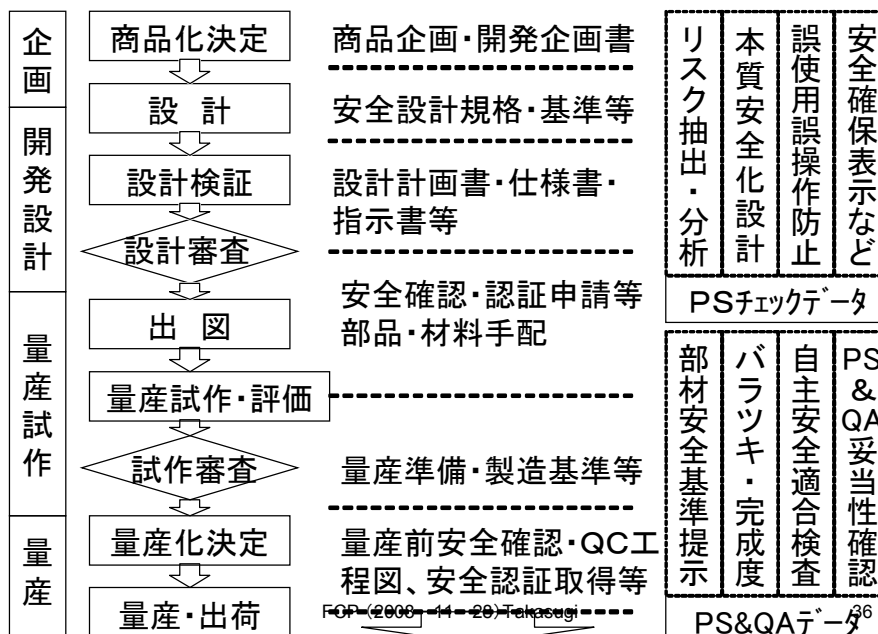 企画
開発設計
量産試作
量産
商品化決定
設 計
設計検証
設計審査
出 図
量産試作・評価
試作審査
量産化決定
量産・出荷
商品企画・開発企画書
安全設計規格・基準等
設計計画書・仕様書・
指示書等
安全確認・認証申請等
部品・材料手配
量産準備・製造基準等
量産前安全確認・QC工
程図、安全認証取得等
リスク抽出・分析
本質安全化設計
誤使用誤操作防止
安全確保表示など
PSチェックデータ
部材安全基準提示
バラツキ・完成度
自主安全適合検査
PS&QA妥当性確認
PS&QAデータ
FCP (2008-11-28)Takasugi
36